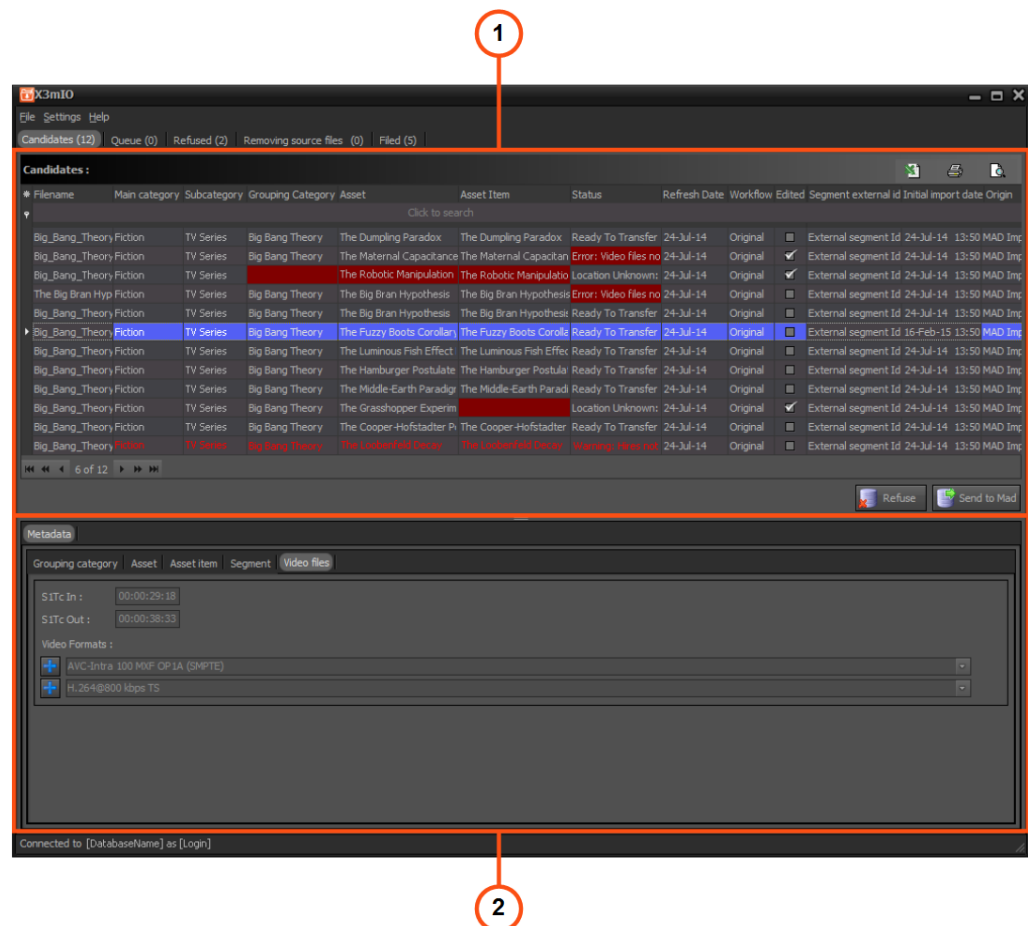 1
X3mIO
File Settings Help
Candidates (12) Queue (0) Refused (2) Removing source files (0) Filed (5)
Candidates :
Filename Main category Subcategory Grouping Category Asset Asset Item Status Refresh Date Workflow Edited Segment external id Initial import date Origin
Click to search
Big_Bang_Theory Fiction TV Series Big Bang Theory The Dumpling Paradox The Dumpling Paradox Ready To Transfer 24-Jul-14 Original External segment Id 24-Jul-14 13:50 MAD Imp
Big_Bang_Theory Fiction TV Series Big Bang Theory The Maternal Capacitance The Maternal Capacitan Error: Video files no 24-Jul-14 Original External segment Id 24-Jul-14 13:50 MAD Imp
Big_Bang_Theory Fiction TV Series The Robotic Manipulation The Robotic Manipulatio Location Unknown: 24-Jul-14 Original External segment Id 24-Jul-14 13:50 MAD Imp
The Big Bran Hyp Fiction TV Series Big Bang Theory The Big Bran Hypothesis The Big Bran Hypothesis Error: Video files no 24-Jul-14 Original External segment Id 24-Jul-14 13:50 MAD Imp
Big_Bang_Theory Fiction TV Series Big Bang Theory The Big Bran Hypothesis The Big Bran Hypothesis Ready To Transfer 24-Jul-14 Original External segment Id 24-Jul-14 13:50 MAD Imp
Big_Bang_Theory Fiction TV Series Big Bang Theory The Fuzzy Boots Corollary The Fuzzy Boots Corolla Ready To Transfer 24-Jul-14 Original External segment Id 16-Feb-15 13:50 MAD Imp
Big_Bang_Theory Fiction TV Series Big Bang Theory The Luminous Fish Effect The Luminous Fish Effec Ready To Transfer 24-Jul-14 Original External segment Id 24-Jul-14 13:50 MAD Imp
Big_Bang_Theory Fiction TV Series Big Bang Theory The Hamburger Postulate The Hamburger Postula Ready To Transfer 24-Jul-14 Original External segment Id 24-Jul-14 13:50 MAD Imp
Big_Bang_Theory Fiction TV Series Big Bang Theory The Middle-Earth Paradig The Middle-Earth Paradi Ready To Transfer 24-Jul-14 Original External segment Id 24-Jul-14 13:50 MAD Imp
Big_Bang_Theory Fiction TV Series Big Bang Theory The Grasshopper Experim Location Unknown: 24-Jul-14 Original External segment Id 24-Jul-14 13:50 MAD Imp
Big_Bang_Theory Fiction TV Series Big Bang Theory The Cooper-Hofstadter P The Cooper-Hofstadter Ready To Transfer 24-Jul-14 Original External segment Id 24-Jul-14 13:50 MAD Imp
Big_Bang_Theory Fiction TV Series Big Bang Theory 24-Jul-14 Original External segment Id 24-Jul-14 13:50 MAD Imp
6 of 12
Refuse Send to Mad
Metadata
Grouping category Asset Asset item Segment Video files
S1Tc In : 00:00:29:18
S1Tc Out : 00:00:38:33
Video Formats :
AVC-Intra 100 MXF OP1A (SMPTE)
H.264@800 kbps TS
Connected to [DatabaseName] as [Login]
2